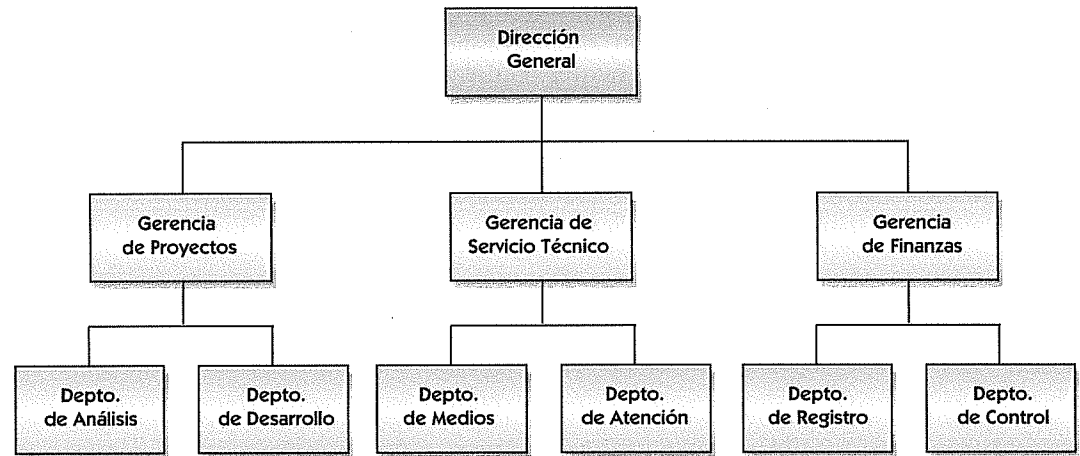 Dirección
General
Gerencia
de Proyectos
Gerencia de
Servicio Técnico
Gerencia
de Finanzas
Depto.
de Análisis
Depto.
de Desarrollo
Depto.
de Medios
Depto.
de Atención
Depto.
de Registro
Depto.
de Control